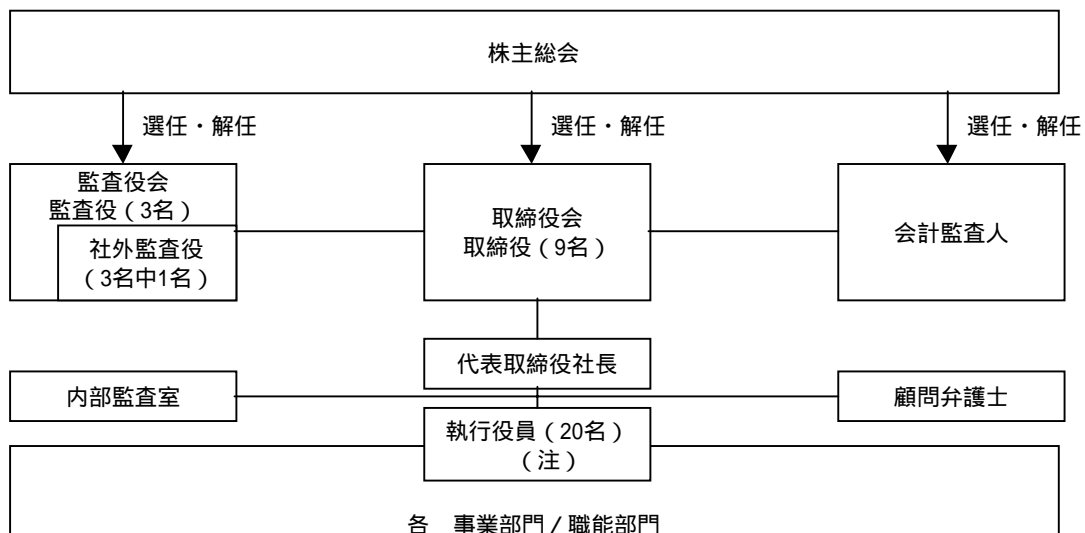 株主総会
選任・解任
選任・解任
選任・解任
監査役会
監査役(3名)
社外監査役
(3名中1名)
取締役会
取締役(9名)
会計監査人
代表取締役社長
内部監査室
顧問弁護士
執行役員(20名)
(注)
各 事業部門/職能部門